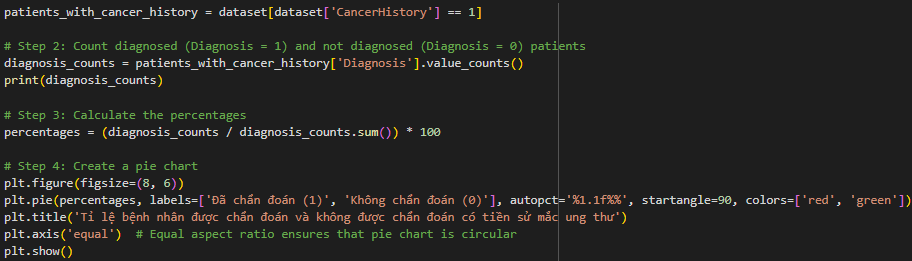 patients_with_cancer_history = dataset[dataset['CancerHistory'] == 1]
# Step 2: Count diagnosed (Diagnosis = 1) and not diagnosed (Diagnosis = 0) patients
diagnosis_counts = patients_with_cancer_history['Diagnosis'].value_counts()
print(diagnosis_counts)
# Step 3: Calculate the percentages
percentages = (diagnosis_counts / diagnosis_counts.sum()) * 100
# Step 4: Create a pie chart
plt.figure(figsize=(8, 6))
plt.pie(percentages, labels=['Đã chẩn đoán (1)', 'Không chẩn đoán (0)'], autopct='%1.1f%%', startangle=90, colors=['red', 'green'])
plt.title('Tỉ lệ bệnh nhân được chẩn đoán và không được chẩn đoán có tiền sử mắc ung thư')
plt.axis('equal')  # Equal aspect ratio ensures that pie chart is circular
plt.show()